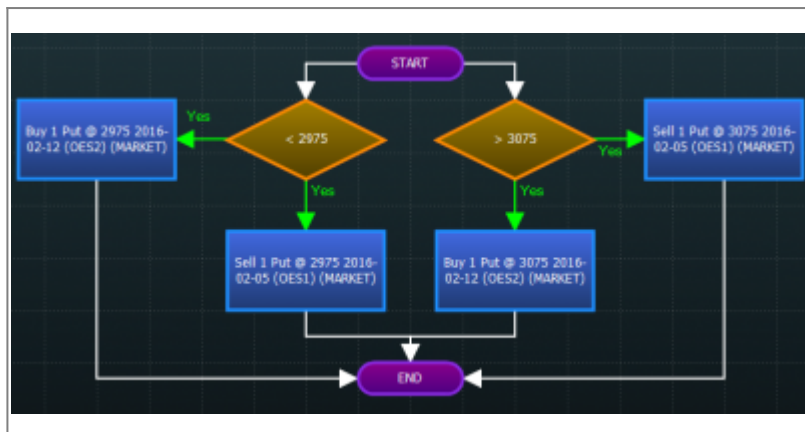 START
Yes
Buy 1 Put @ 2975 2016-
02-12 (OES2) (MARKET)
< 2975
> 3075
Yes
Sell 1 Put @ 3075 2016-
02-05 (OES1) (MARKET)
Yes
Yes
Sell 1 Put @ 2975 2016-
02-05 (OES1) (MARKET)
Buy 1 Put @ 3075 2016-
02-12 (OES2) (MARKET)
END